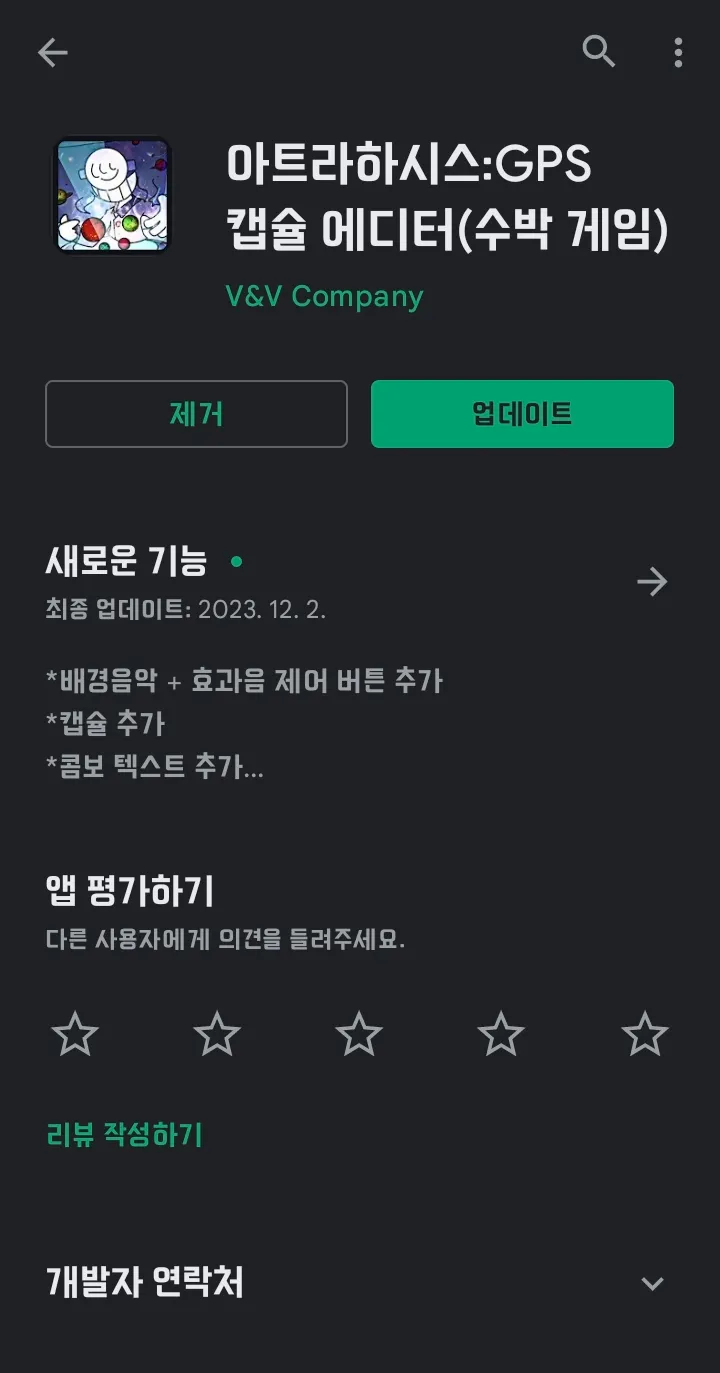 아트라하시스:GPS
캡슐 에디터(수박 게임)
V&V Company
제거
업데이트
새로운 기능
최종 업데이트: 2023. 12. 2.
*배경음악 + 효과음 제어 버튼 추가
*캡슐 추가
*콤보 텍스트 추가...
앱 평가하기
다른 사용자에게 의견을 들려주세요.
리뷰 작성하기
개발자 연락처